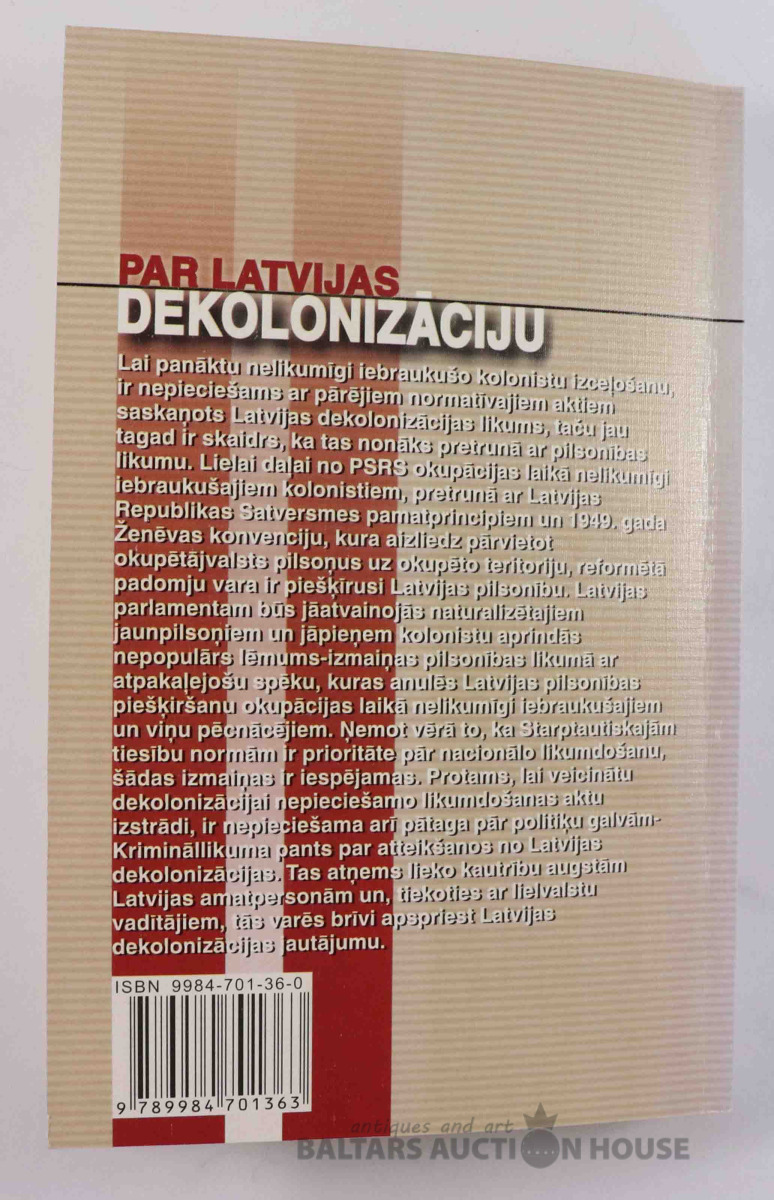 PAR LATVIJAS
DEKOLONIZĀCIJU
Lai panāktu nelikumīgi iebraukušo kolonistu izceļošanu,
ir nepieciešams ar pārējiem normatīvajiem aktiem
saskaņots Latvijas dekolonizācijas likums, taču jau
tagad ir skaidrs, ka tas nonāks pretrunā ar pilsonības
likumu. Lielai daļai no PSRS okupācijas laikā nelikumīgi
iebraukušajiem kolonistiem, pretrunā ar Latvijas
Republikas Satversmes pamatprincipiem un 1949. gada
Ženēvas konvenciju, kura aizliedz pārvietot
okupētājvalsts pilsoņus uz okupēto teritoriju, reformētā
padomju vara ir piešķīrusi Latvijas pilsonību. Latvijas
parlamentam būs jāatvainojās naturalizētajiem
jaunpilsoņiem un jāpieņem kolonistu aprindās
nepopulārs lēmums-izmaiņas pilsonības likumā ar
atpakaļejošu spēku, kuras anulēs Latvijas pilsonības
piešķiršanu okupācijas laikā nelikumīgi iebraukušajiem
un viņu pēcnācējiem. Ņemot vērā to, ka Starptautiskajām
tiesību normām ir prioritāte pār nacionālo likumdošanu,
šādas izmaiņas ir iespējamas. Protams, lai veicinātu
dekolonizācijai nepieciešamo likumdošanas aktu
izstrādi, ir nepieciešama arī pātaga pār politiķu galvām-
Krimināllikuma pants par atteikšanos no Latvijas
dekolonizācijas. Tas atņems lieko kautrību augstām
Latvijas amatpersonām un, tiekoties ar lielvalstu
vadītājiem, tās varēs brīvi apspriest Latvijas
dekolonizācijas jautājumu.
ISBN 9984-701-36-0
9 789984 701363
antiques and art
BALTARS AUCTION HOUSE